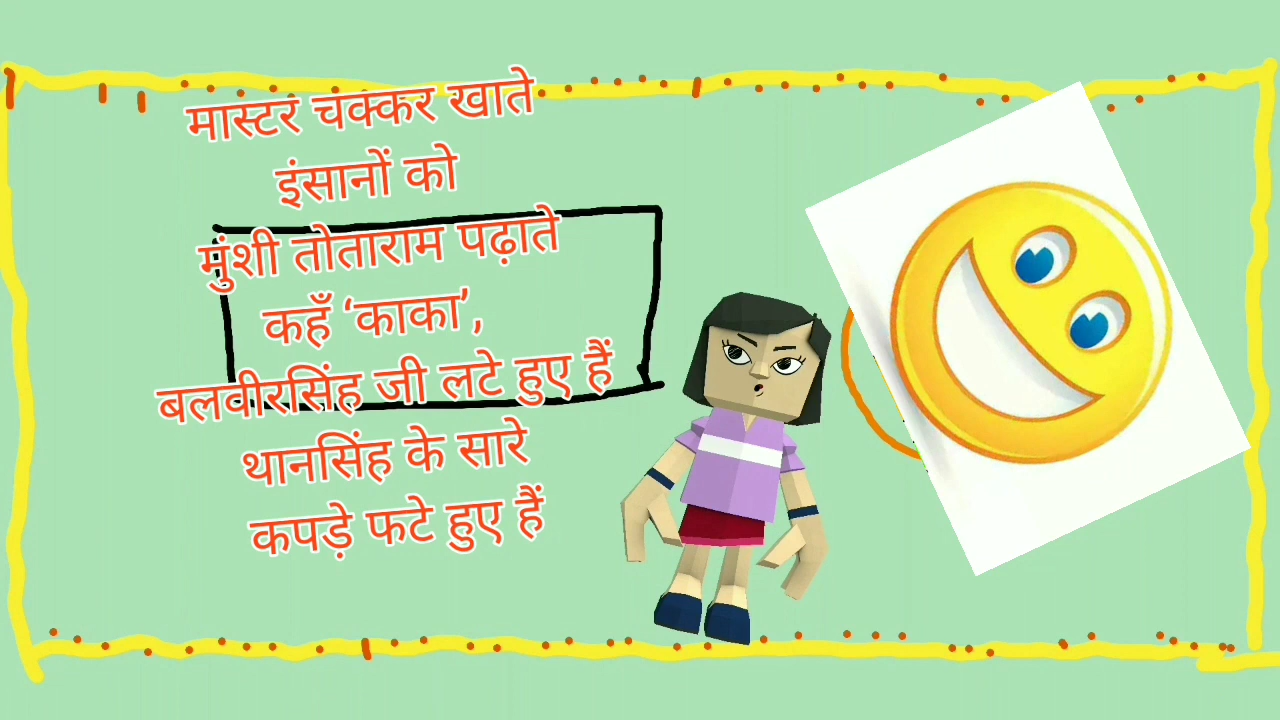 मास्टर चक्कर खाते
इंसानों को
मुंशी तोताराम पढ़ाते
कहँ ‘काका’,
बलवीरसिंह जी लटे हुए हैं
थानसिंह के सारे
कपड़े फटे हुए हैं